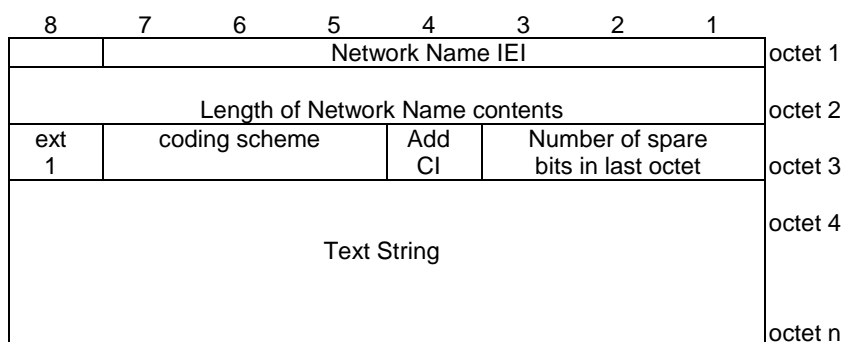 8 7 6 5 4 3 2 1
Network Name IEI octet 1
Length of Network Name contents octet 2
ext coding scheme Add Number of spare
1 CI bits in last octet octet 3
octet 4
Text String
octet n